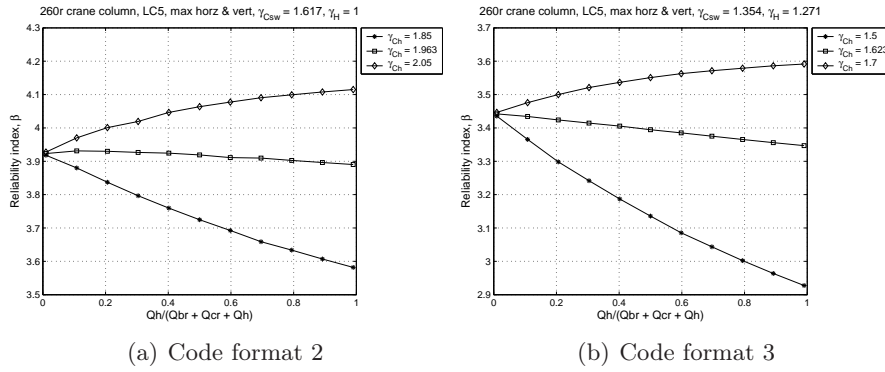 260r crane column, LC5, max horz & vert, γCsw = 1.617, γH = 1
γCh = 1.85
γCh = 1.963
γCh = 2.05
Reliability index, β
4.3
4.2
4.1
4
3.9
3.8
3.7
3.6
3.5
0 0.2 0.4 0.6 0.8 1
Qh/(Qbr + Qcr + Qh)
(a) Code format 2
260r crane column, LC5, max horz & vert, γCsw = 1.354, γH = 1.271
γCh = 1.5
γCh = 1.623
γCh = 1.7
Reliability index, β
3.7
3.6
3.5
3.4
3.3
3.2
3.1
3
2.9
0 0.2 0.4 0.6 0.8 1
Qh/(Qbr + Qcr + Qh)
(b) Code format 3